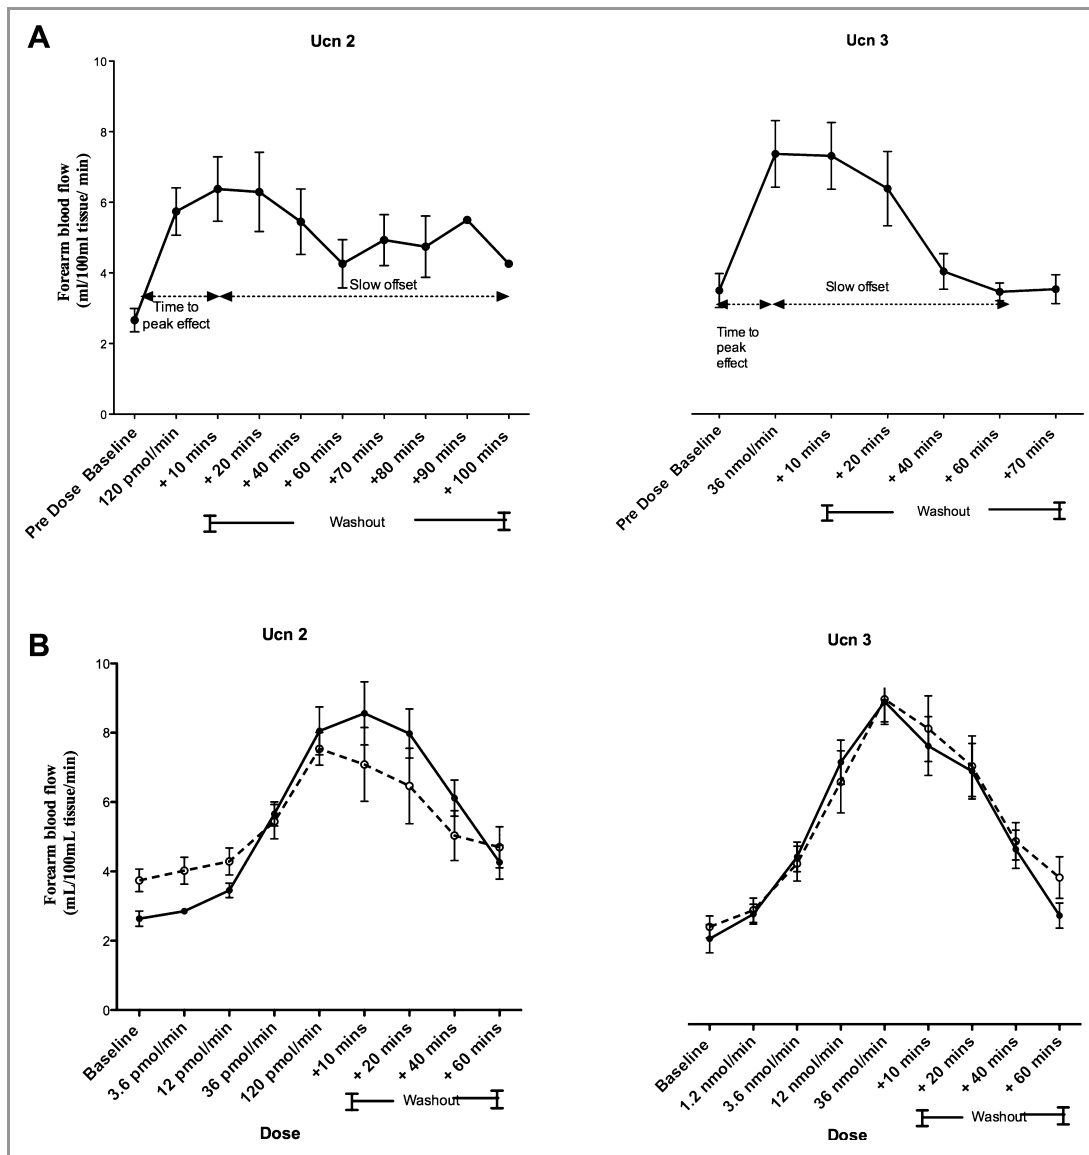 A
Ucn 2
Forearm blood flow
(ml/100ml tissue/ min)
10
8
6
4
2
0
Slow offset
Time to
peak effect
Pre Dose Baseline
120 pmol/min
+ 10 mins
+ 20 mins
+ 40 mins
+ 60 mins
+70 mins
+80 mins
+90 mins
+ 100 mins
Washout
Ucn 3
Slow offset
Time to
peak
effect
Pre Dose Baseline
36 nmol/min
+ 10 mins
+ 20 mins
+ 40 mins
+ 60 mins
+70 mins
Washout
B
Ucn 2
Forearm blood flow
(mL/100mL tissue/min)
10
8
6
4
2
0
Baseline
3.6 pmol/min
12 pmol/min
36 pmol/min
120 pmol/min
+10 mins
+ 20 mins
+ 40 mins
+ 60 mins
Washout
Dose
Ucn 3
Baseline
1.2 nmol/min
3.6 nmol/min
12 nmol/min
36 nmol/min
+10 mins
+ 20 mins
+ 40 mins
+ 60 mins
Washout
Dose